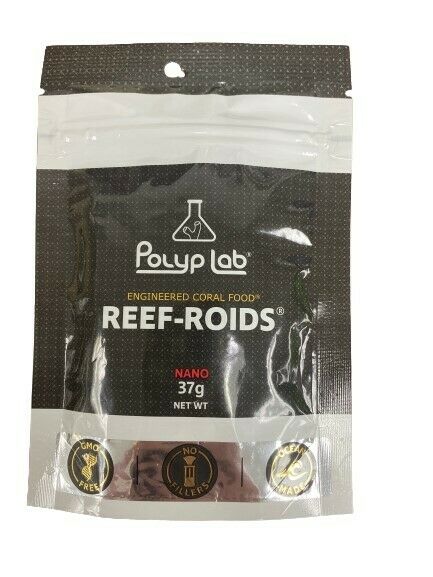 Polyp Lab®
ENGINEERED CORAL FOOD®
REEF-ROIDS®
NANO
37g
NET WT
GMO FREE
NO FILLERS
OCEAN MADE